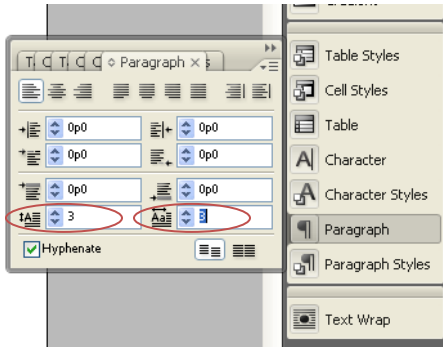 Paragraph
0p0
0p0
0p0
0p0
0p0
0p0
3
3
Hyphenate
Table Styles
Cell Styles
Table
Character
Character Styles
Paragraph
Paragraph Styles
Text Wrap